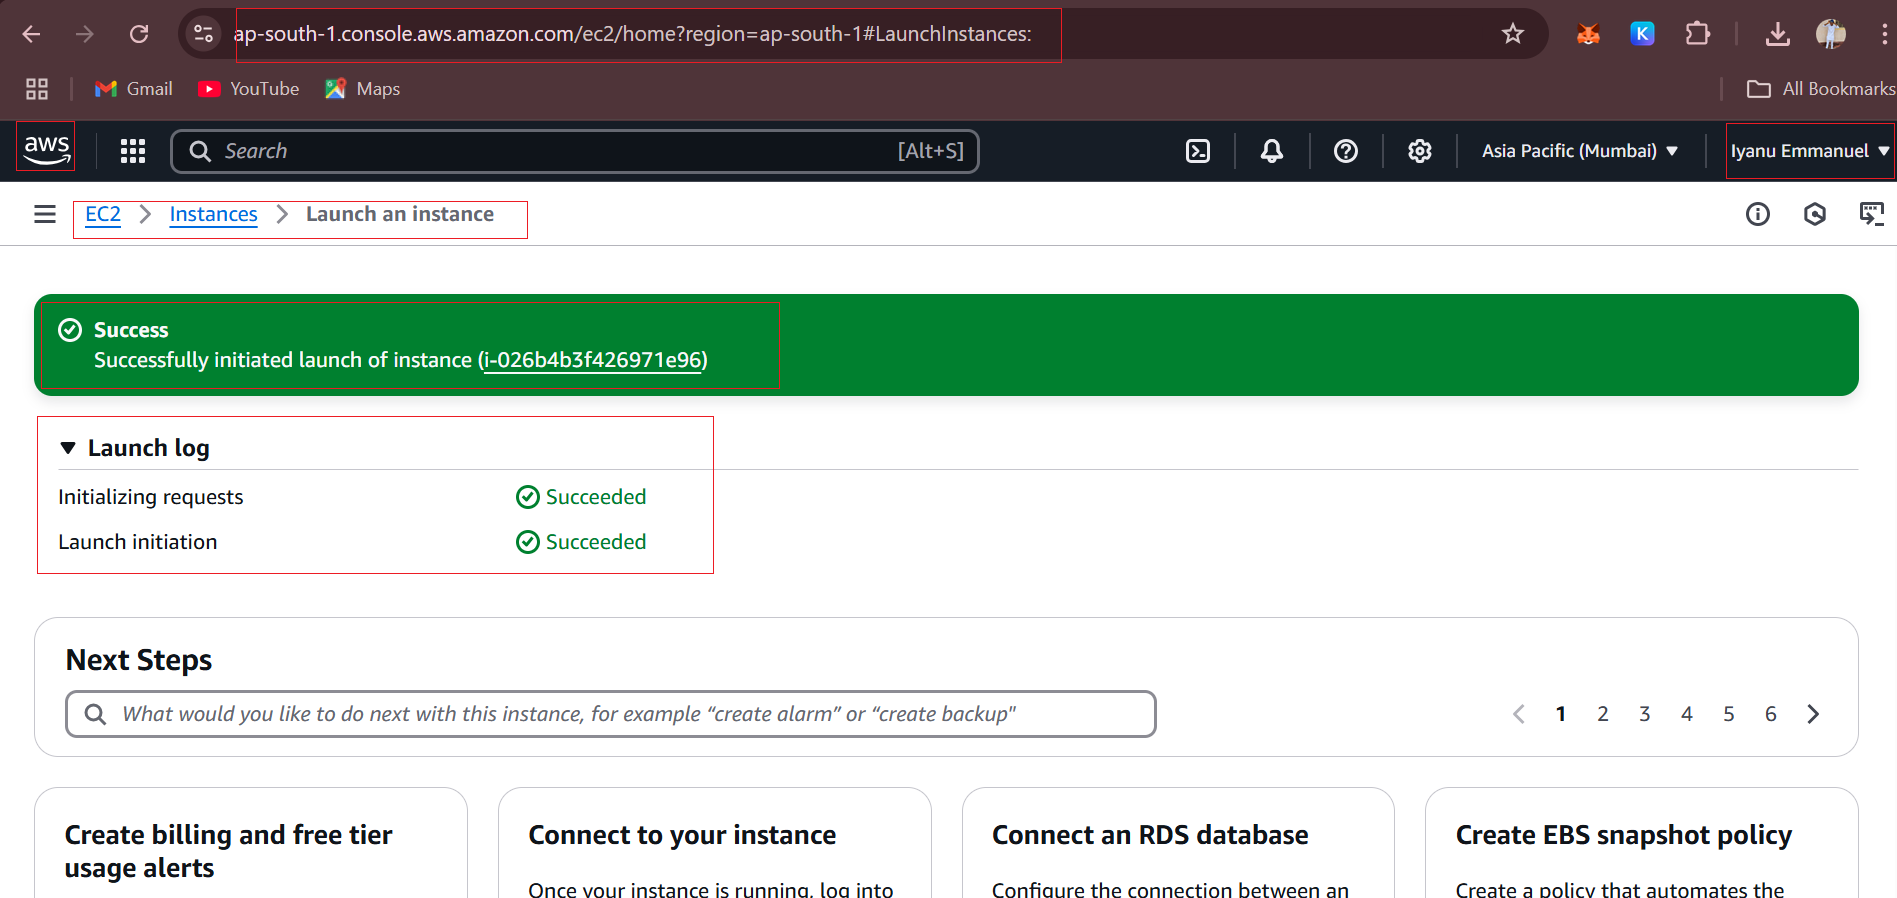 ap-south-1.console.aws.amazon.com/ec2/home?region=ap-south-1#LaunchInstances:
K
Gmail YouTube Maps All Bookmarks
aws Search [Alt+S] Asia Pacific (Mumbai) Iyanu Emmanuel
EC2 Instances Launch an instance
Success
Successfully initiated launch of instance (i-026b4b3f426971e96)
Launch log
Initializing requests Succeeded
Launch initiation Succeeded
Next Steps
What would you like to do next with this instance, for example “create alarm” or “create backup"
1 2 3 4 5 6
Create billing and free tier
usage alerts
Connect to your instance
Once your instance is running, log into
Connect an RDS database
Configure the connection between an
Create EBS snapshot policy
Create a policy that automates the